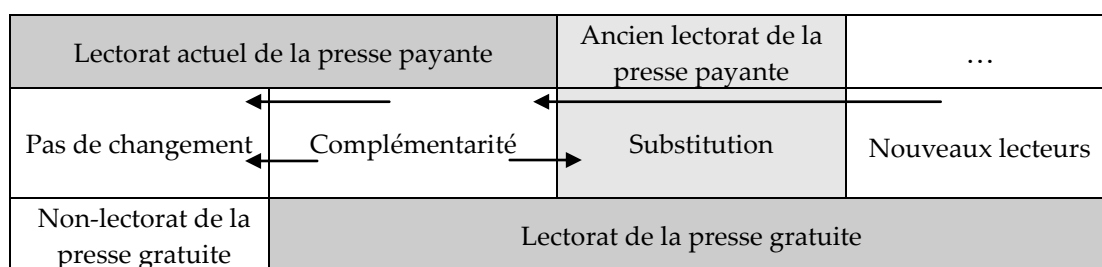 Lectorat actuel de la presse payante
Ancien lectorat de la
presse payante
…
Pas de changement
Complémentarité
Substitution
Nouveaux lecteurs
Non-lectorat de la
presse gratuite
Lectorat de la presse gratuite